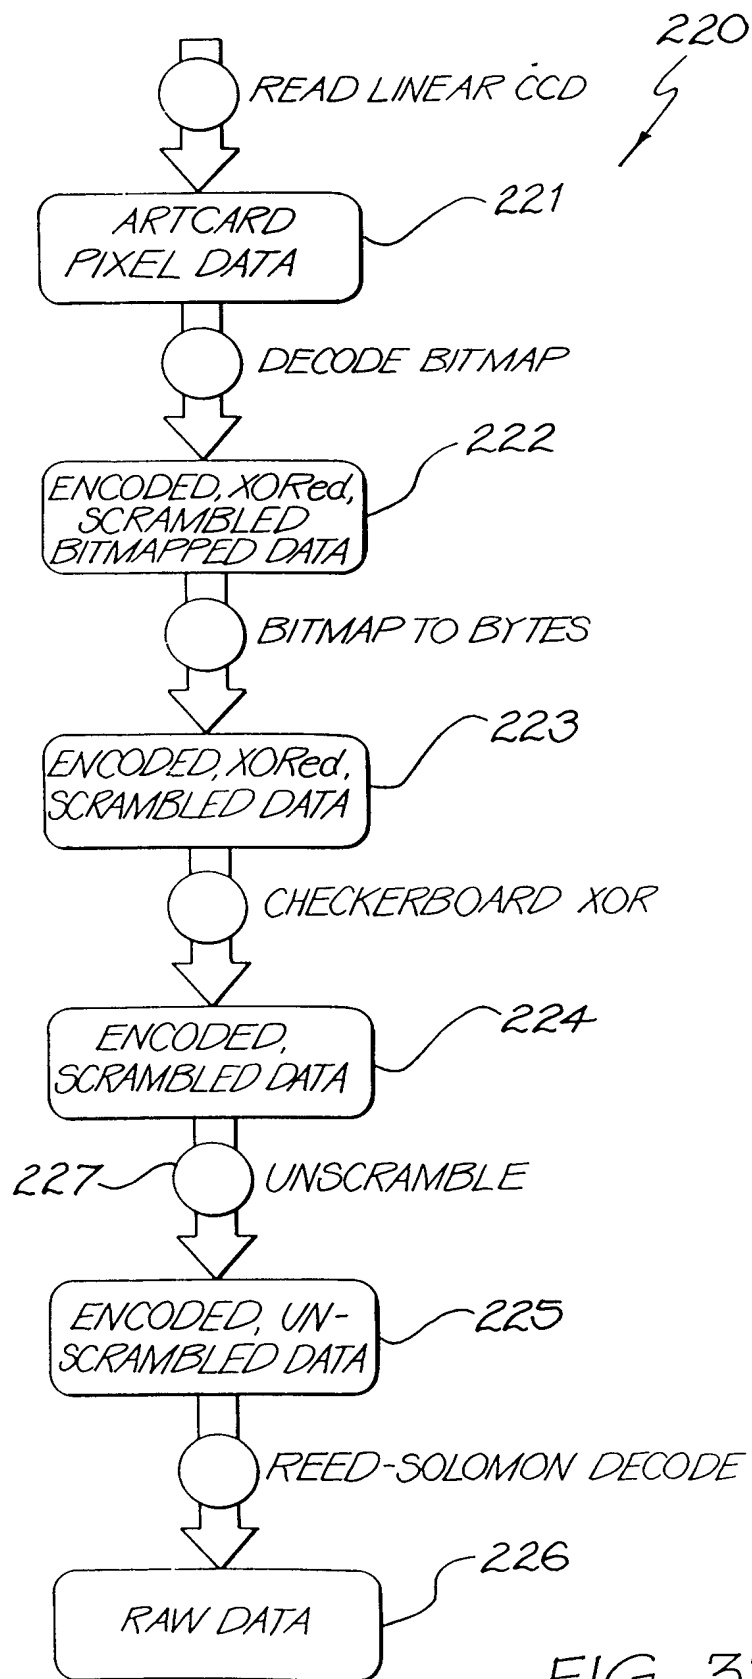 220
READ LINEAR CCD
221
ARTCARD
PIXEL DATA
DECODE BITMAP
222
ENCODED, XORed,
SCRAMBLED
BITMAPPED DATA
BITMAP TO BYTES
223
ENCODED, XORed,
SCRAMBLED DATA
CHECKERBOARD XOR
224
ENCODED,
SCRAMBLED DATA
227
UNSCRAMBLE
225
ENCODED, UN-
SCRAMBLED DATA
REED-SOLOMON DECODE
226
RAW DATA
FIG.